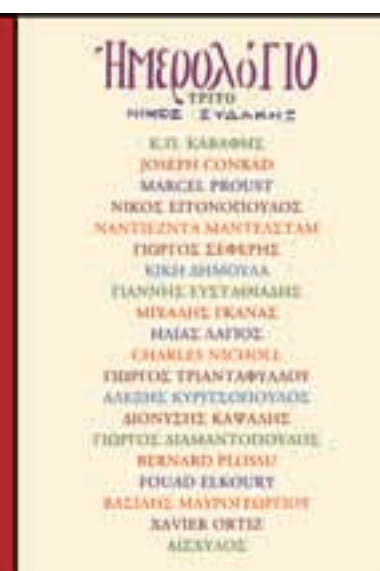 Ἡμερολόγιο
ΤΡΙΤΟ
ΝΙΚΟΣ ΞΥΔΑΚΗΣ
Κ.Π. ΚΑΒΑΦΗΣ
JOSEPH CONRAD
MARCEL PROUST
ΝΙΚΟΣ ΕΓΓΟΝΟΠΟΥΛΟΣ
ΝΑΝΤΙΕΖΝΤΑ ΜΑΝΤΕΛΣΤΑΜ
ΓΙΩΡΓΟΣ ΣΕΦΕΡΗΣ
ΚΙΚΗ ΔΗΜΟΥΛΑ
ΓΙΑΝΝΗΣ ΕΥΣΤΑΘΙΑΔΗΣ
ΜΙΧΑΛΗΣ ΓΚΑΝΑΣ
ΗΛΙΑΣ ΛΑΓΙΟΣ
CHARLES NICHOLL
ΓΙΩΡΓΟΣ ΤΡΙΑΝΤΑΦΥΛΛΟΥ
ΑΛΕΞΗΣ ΚΥΡΙΤΣΟΠΟΥΛΟΣ
ΔΙΟΝΥΣΗΣ ΚΑΨΑΛΗΣ
ΓΙΩΡΓΟΣ ΔΙΑΜΑΝΤΟΠΟΥΛΟΣ
BERNARD PLOSSU
FOUAD ELKOURY
ΒΑΣΙΛΗΣ ΜΑΥΡΟΓΕΩΡΓΙΟΥ
XAVIER ORTIZ
ΑΙΣΧΥΛΟΣ